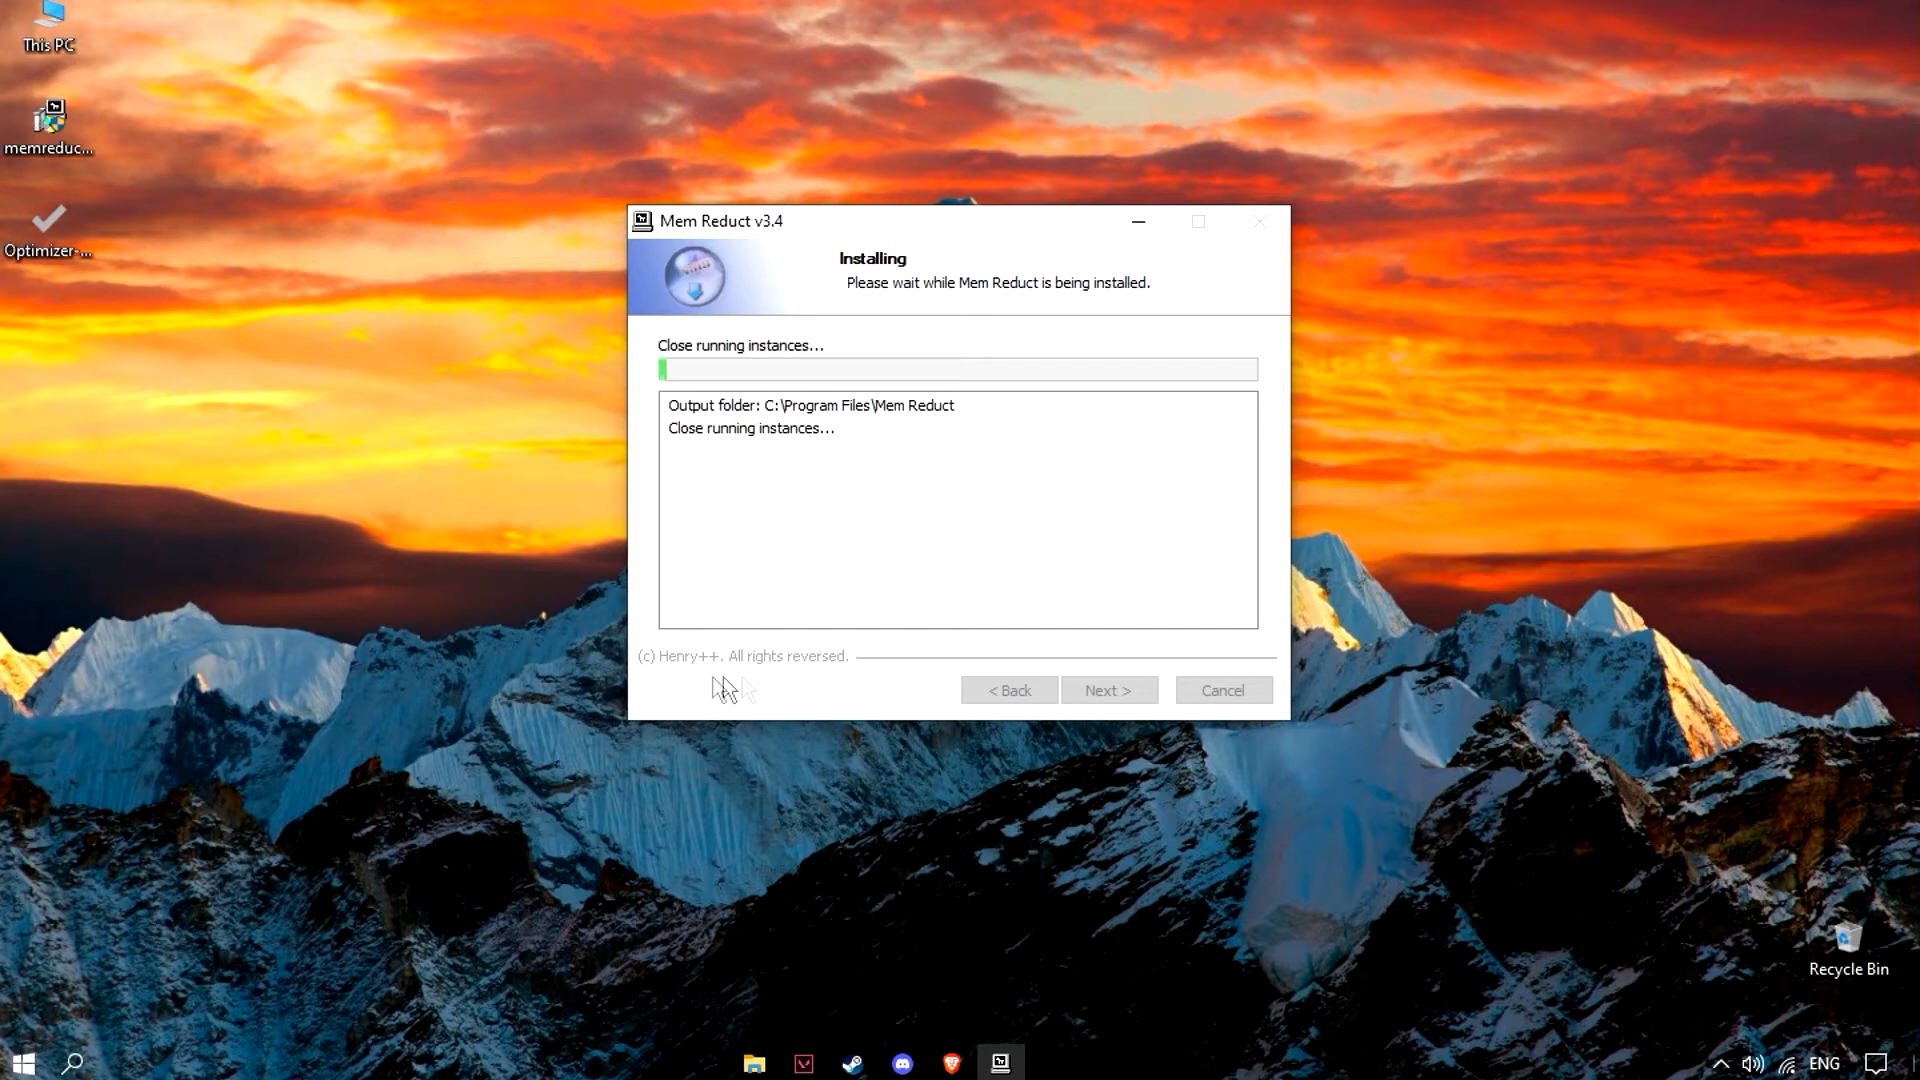 This PC
memreduc...
Optimizer-...
Mem Reduct v3.4
Installing
Please wait while Mem Reduct is being installed.
Close running instances...
Output folder: C:\Program Files\Mem Reduct
Close running instances...
(c) Henry++. All rights reversed.
< Back
Next >
Cancel
Recycle Bin
ENG